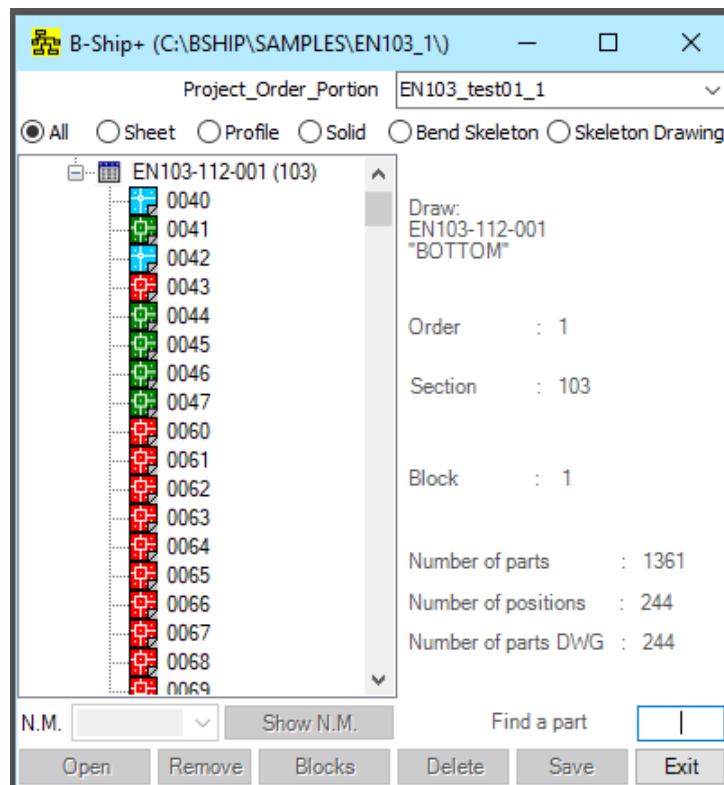 B-Ship+ (C:\BSHIP\SAMPLES\EN103_1\)
Project_Order_Portion EN103_test01_1
All Sheet Profile Solid Bend Skeleton Skeleton Drawing
EN103-112-001 (103)
0040
0041
0042
0043
0044
0045
0046
0047
0060
0061
0062
0063
0064
0065
0066
0067
0068
0069
Draw:
EN103-112-001
"BOTTOM"
Order : 1
Section : 103
Block : 1
Number of parts : 1361
Number of positions : 244
Number of parts DWG : 244
N.M. Show N.M. Find a part
Open Remove Blocks Delete Save Exit